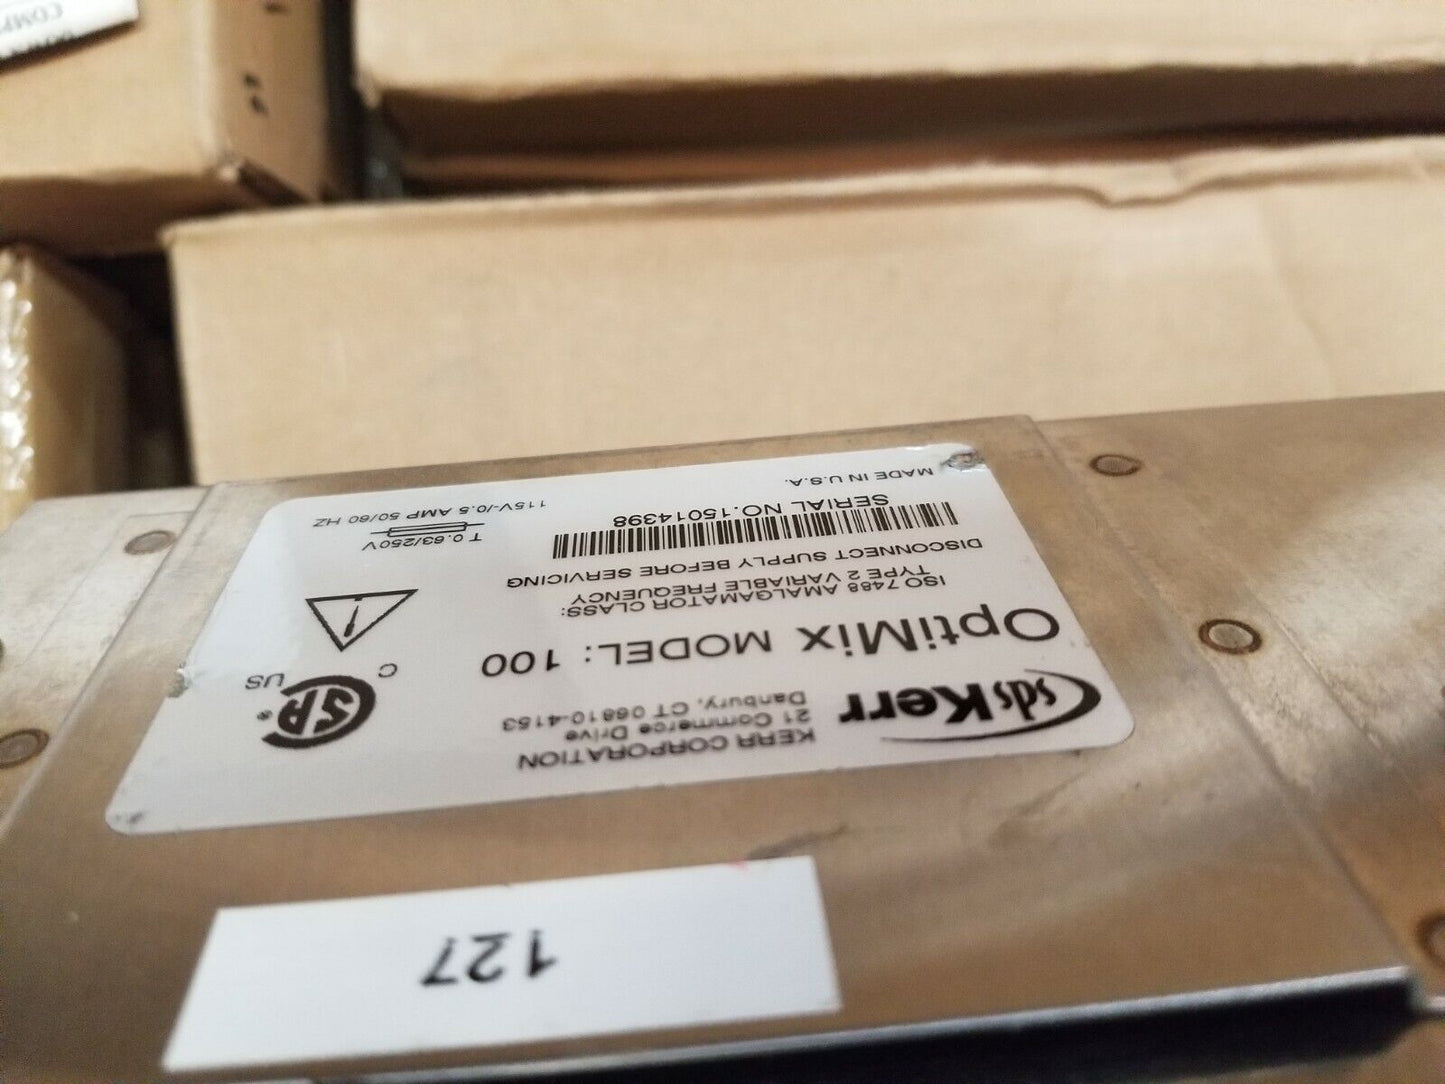 127
sds Kerr
KERR CORPORATION
21 Commerce Drive
Danbury, CT 06810-4153
SA ®
C US
OptiMix MODEL: 100
ISO 7488 AMALGAMATOR CLASS:
TYPE 2 VARIABLE FREQUENCY
DISCONNECT SUPPLY BEFORE SERVICING
SERIAL NO.15014398
MADE IN U.S.A.
T 0.63/250V
115V~/0.5 AMP 50/60 HZ